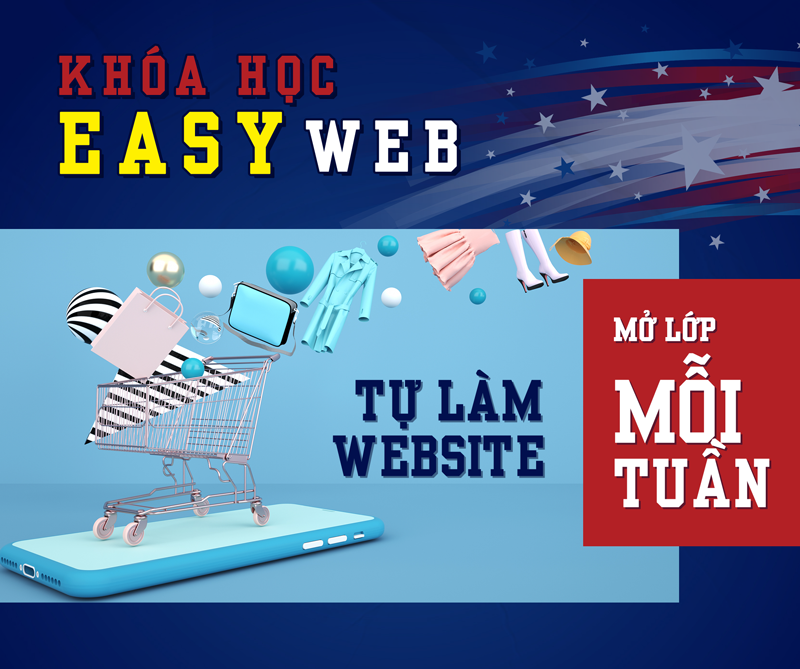 KHÓA HỌC
EASY WEB
TỰ LÀM
WEBSITE
MỞ LỚP
MỖI
TUẦN